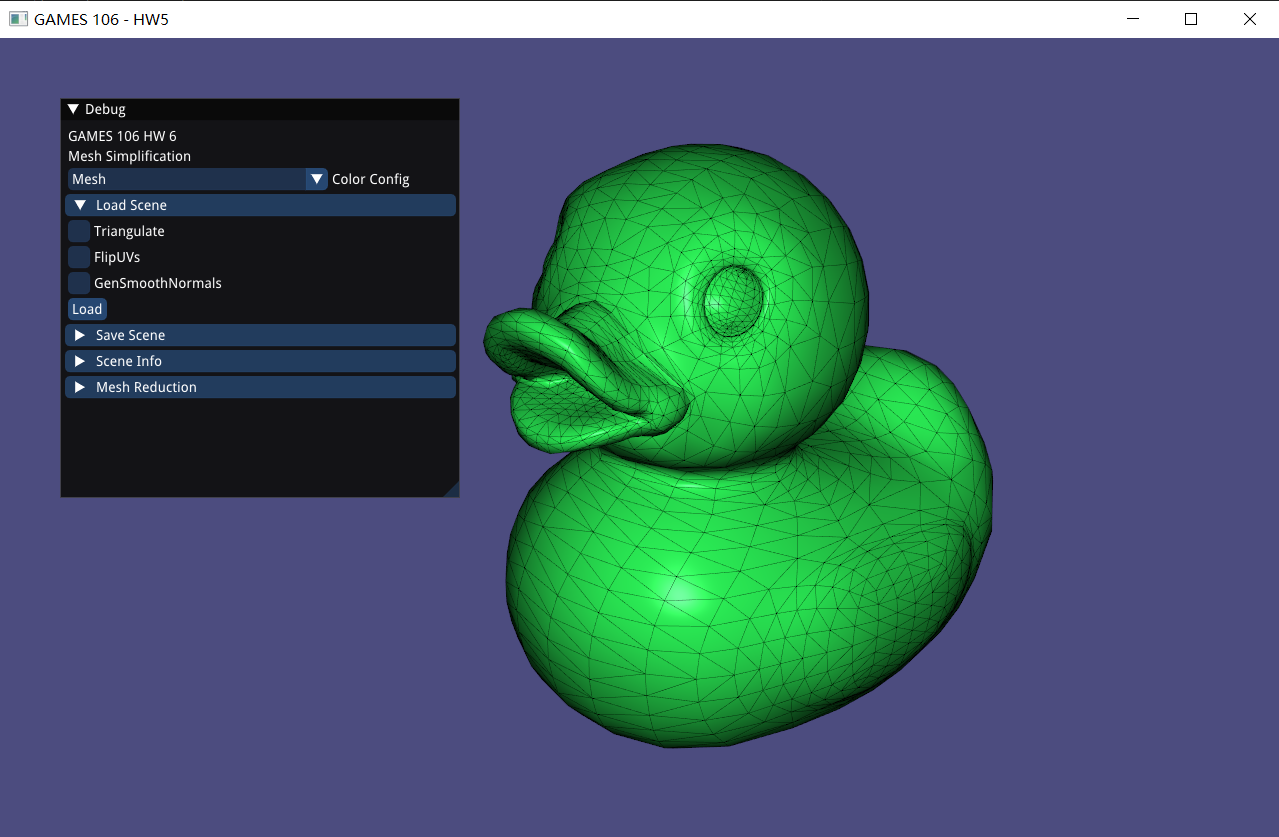 GAMES 106 - HW5
Debug
GAMES 106 HW 6
Mesh Simplification
Mesh Color Config
Load Scene
Triangulate
FlipUVs
GenSmoothNormals
Load
Save Scene
Scene Info
Mesh Reduction